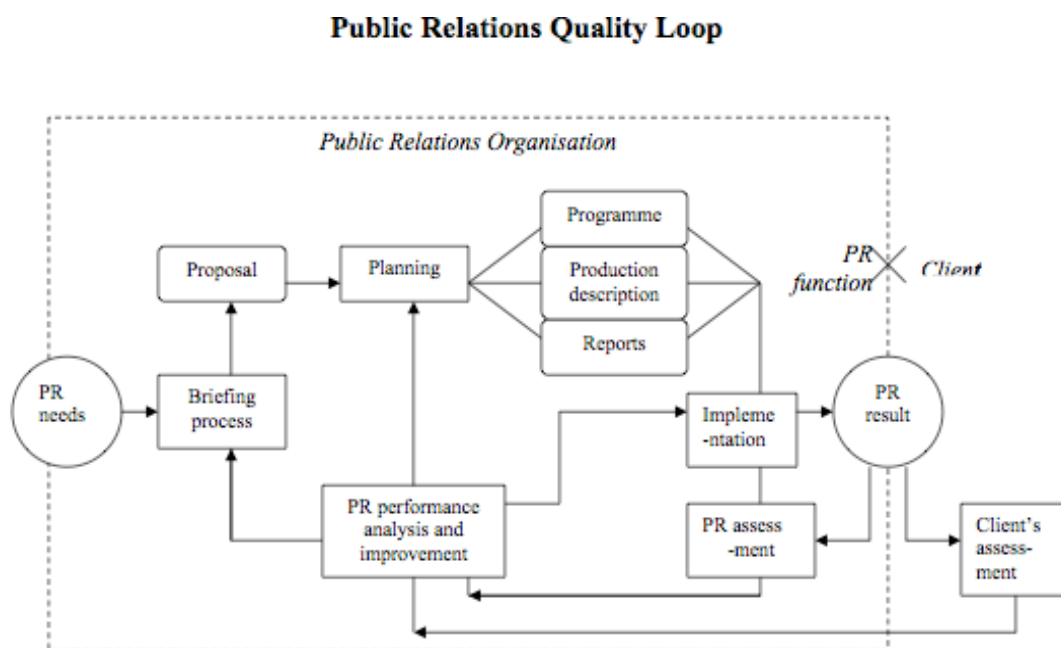 Public Relations Quality Loop
Public Relations Organisation
Programme
Proposal
Planning
Production
description
PR
function
Client
Reports
PR
needs
Briefing
process
Impleme
-ntation
PR
result
PR performance
analysis and
improvement
PR assess
-ment
Client's
assess-
ment